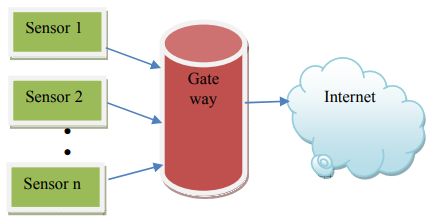 Sensor 1
Sensor 2
Sensor n
Gate
way
Internet